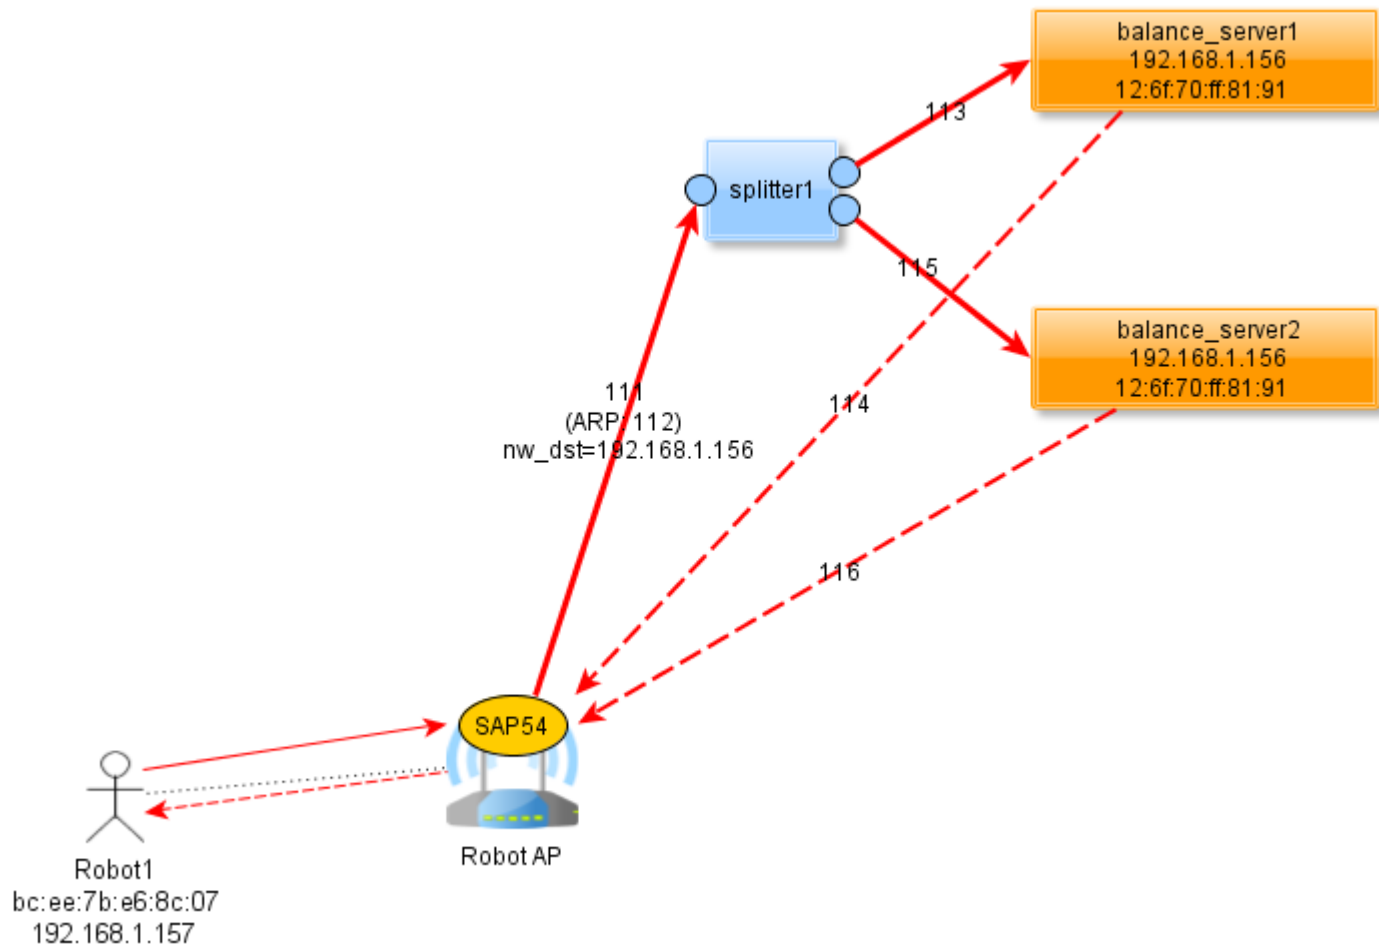 balance_server1
192.168.1.156
12:6f:70:ff:81:91
113
splitter1
115
balance_server2
192.168.1.156
12:6f:70:ff:81:91
111
(ARP: 112)
nw_dst=192.168.1.156
114
116
SAP54
Robot AP
Robot1
bc:ee:7b:e6:8c:07
192.168.1.157